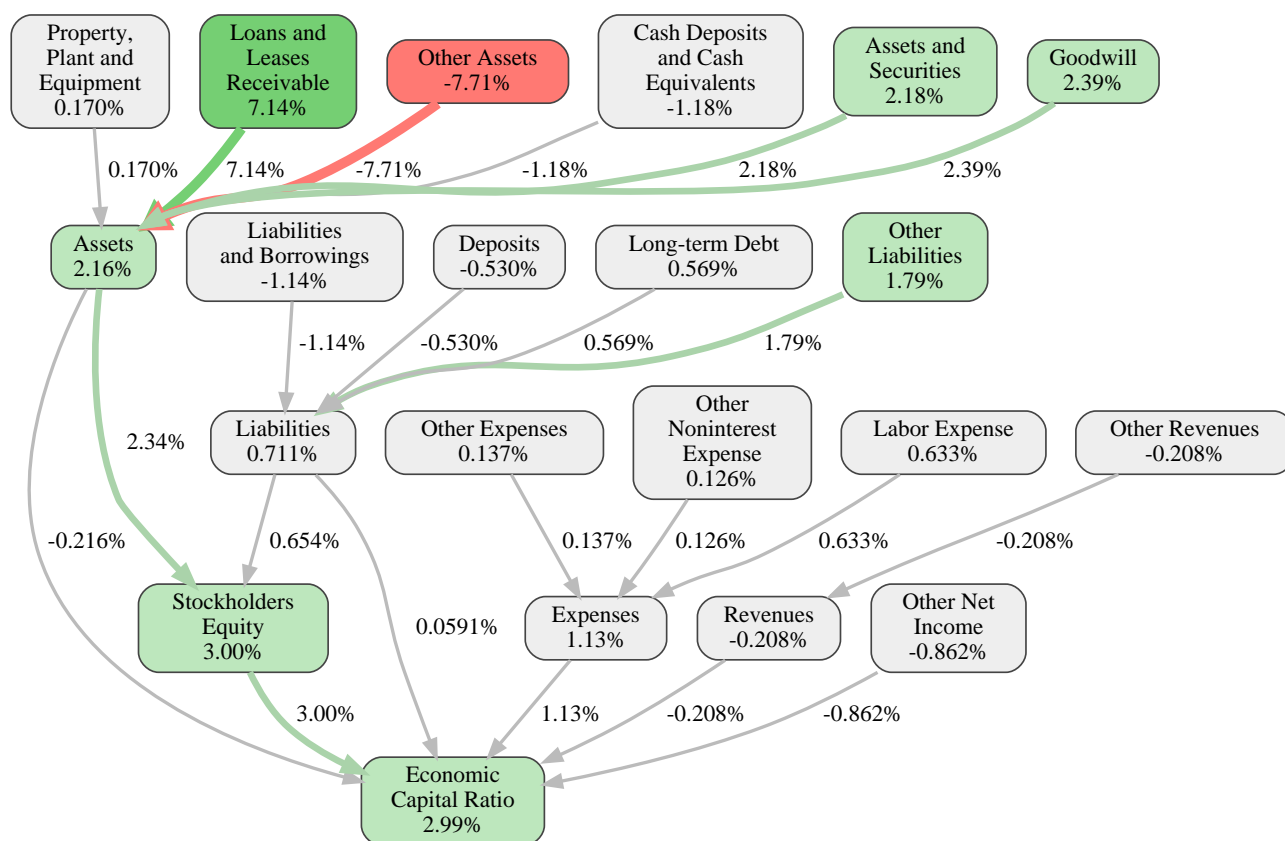 Property,
Plant and
Equipment
0.170%
Loans and
Leases
Receivable
7.14%
Other Assets
-7.71%
Cash Deposits
and Cash
Equivalents
-1.18%
Assets and
Securities
2.18%
Goodwill
2.39%
0.170%
7.14%
-7.71%
-1.18%
2.18%
2.39%
Assets
2.16%
Liabilities
and Borrowings
-1.14%
Deposits
-0.530%
Long-term Debt
0.569%
Other
Liabilities
1.79%
-1.14%
-0.530%
0.569%
1.79%
2.34%
Liabilities
0.711%
Other Expenses
0.137%
Other
Noninterest
Expense
0.126%
Labor Expense
0.633%
Other Revenues
-0.208%
-0.216%
0.654%
0.137%
0.126%
0.633%
-0.208%
Stockholders
Equity
3.00%
0.0591%
Expenses
1.13%
Revenues
-0.208%
Other Net
Income
-0.862%
3.00%
1.13%
-0.208%
-0.862%
Economic
Capital Ratio
2.99%